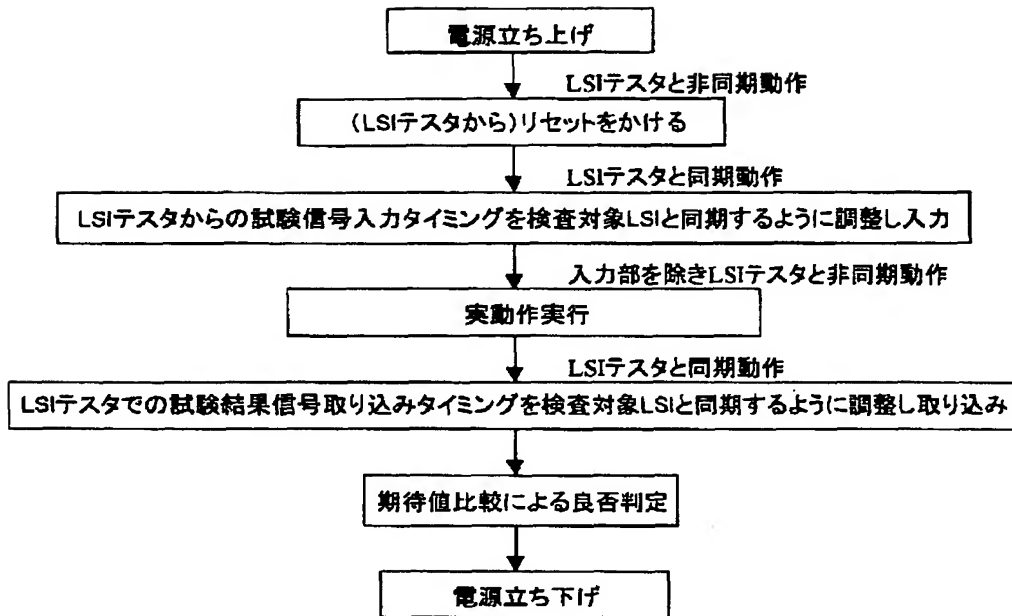 電源立ち上げ
LSIテスタと非同期動作
(LSIテスタから)リセットをかける
LSIテスタと同期動作
LSIテスタからの試験信号入力タイミングを検査対象LSIと同期するように調整し入力
入力部を除きLSIテスタと非同期動作
実動作実行
LSIテスタと同期動作
LSIテスタでの試験結果信号取り込みタイミングを検査対象LSIと同期するように調整し取り込み
期待値比較による良否判定
電源立ち下げ